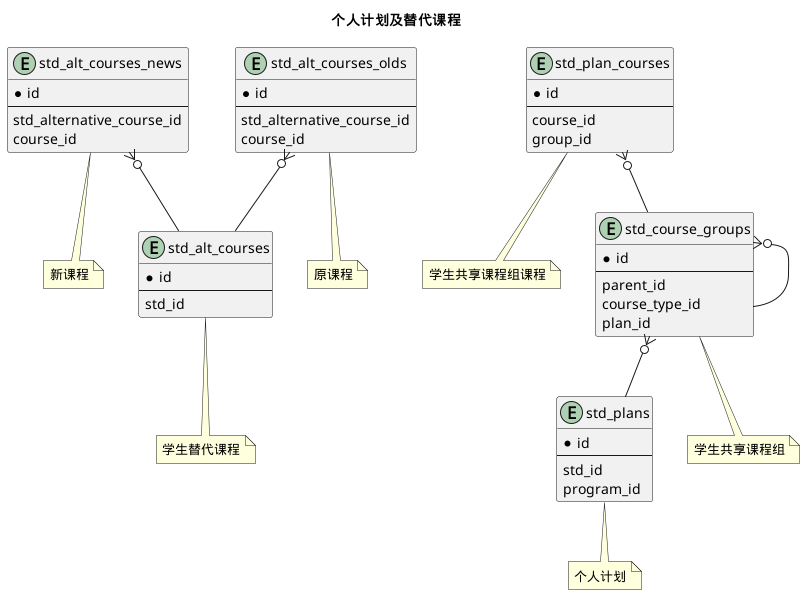 个人计划及替代课程
E std_alt_courses_news
* id
std_alternative_course_id
course_id
E std_alt_courses_olds
* id
std_alternative_course_id
course_id
E std_plan_courses
* id
course_id
group_id
新课程
E std_alt_courses
* id
std_id
原课程
学生共享课程组课程
E std_course_groups
* id
parent_id
course_type_id
plan_id
学生替代课程
E std_plans
* id
std_id
program_id
学生共享课程组
个人计划